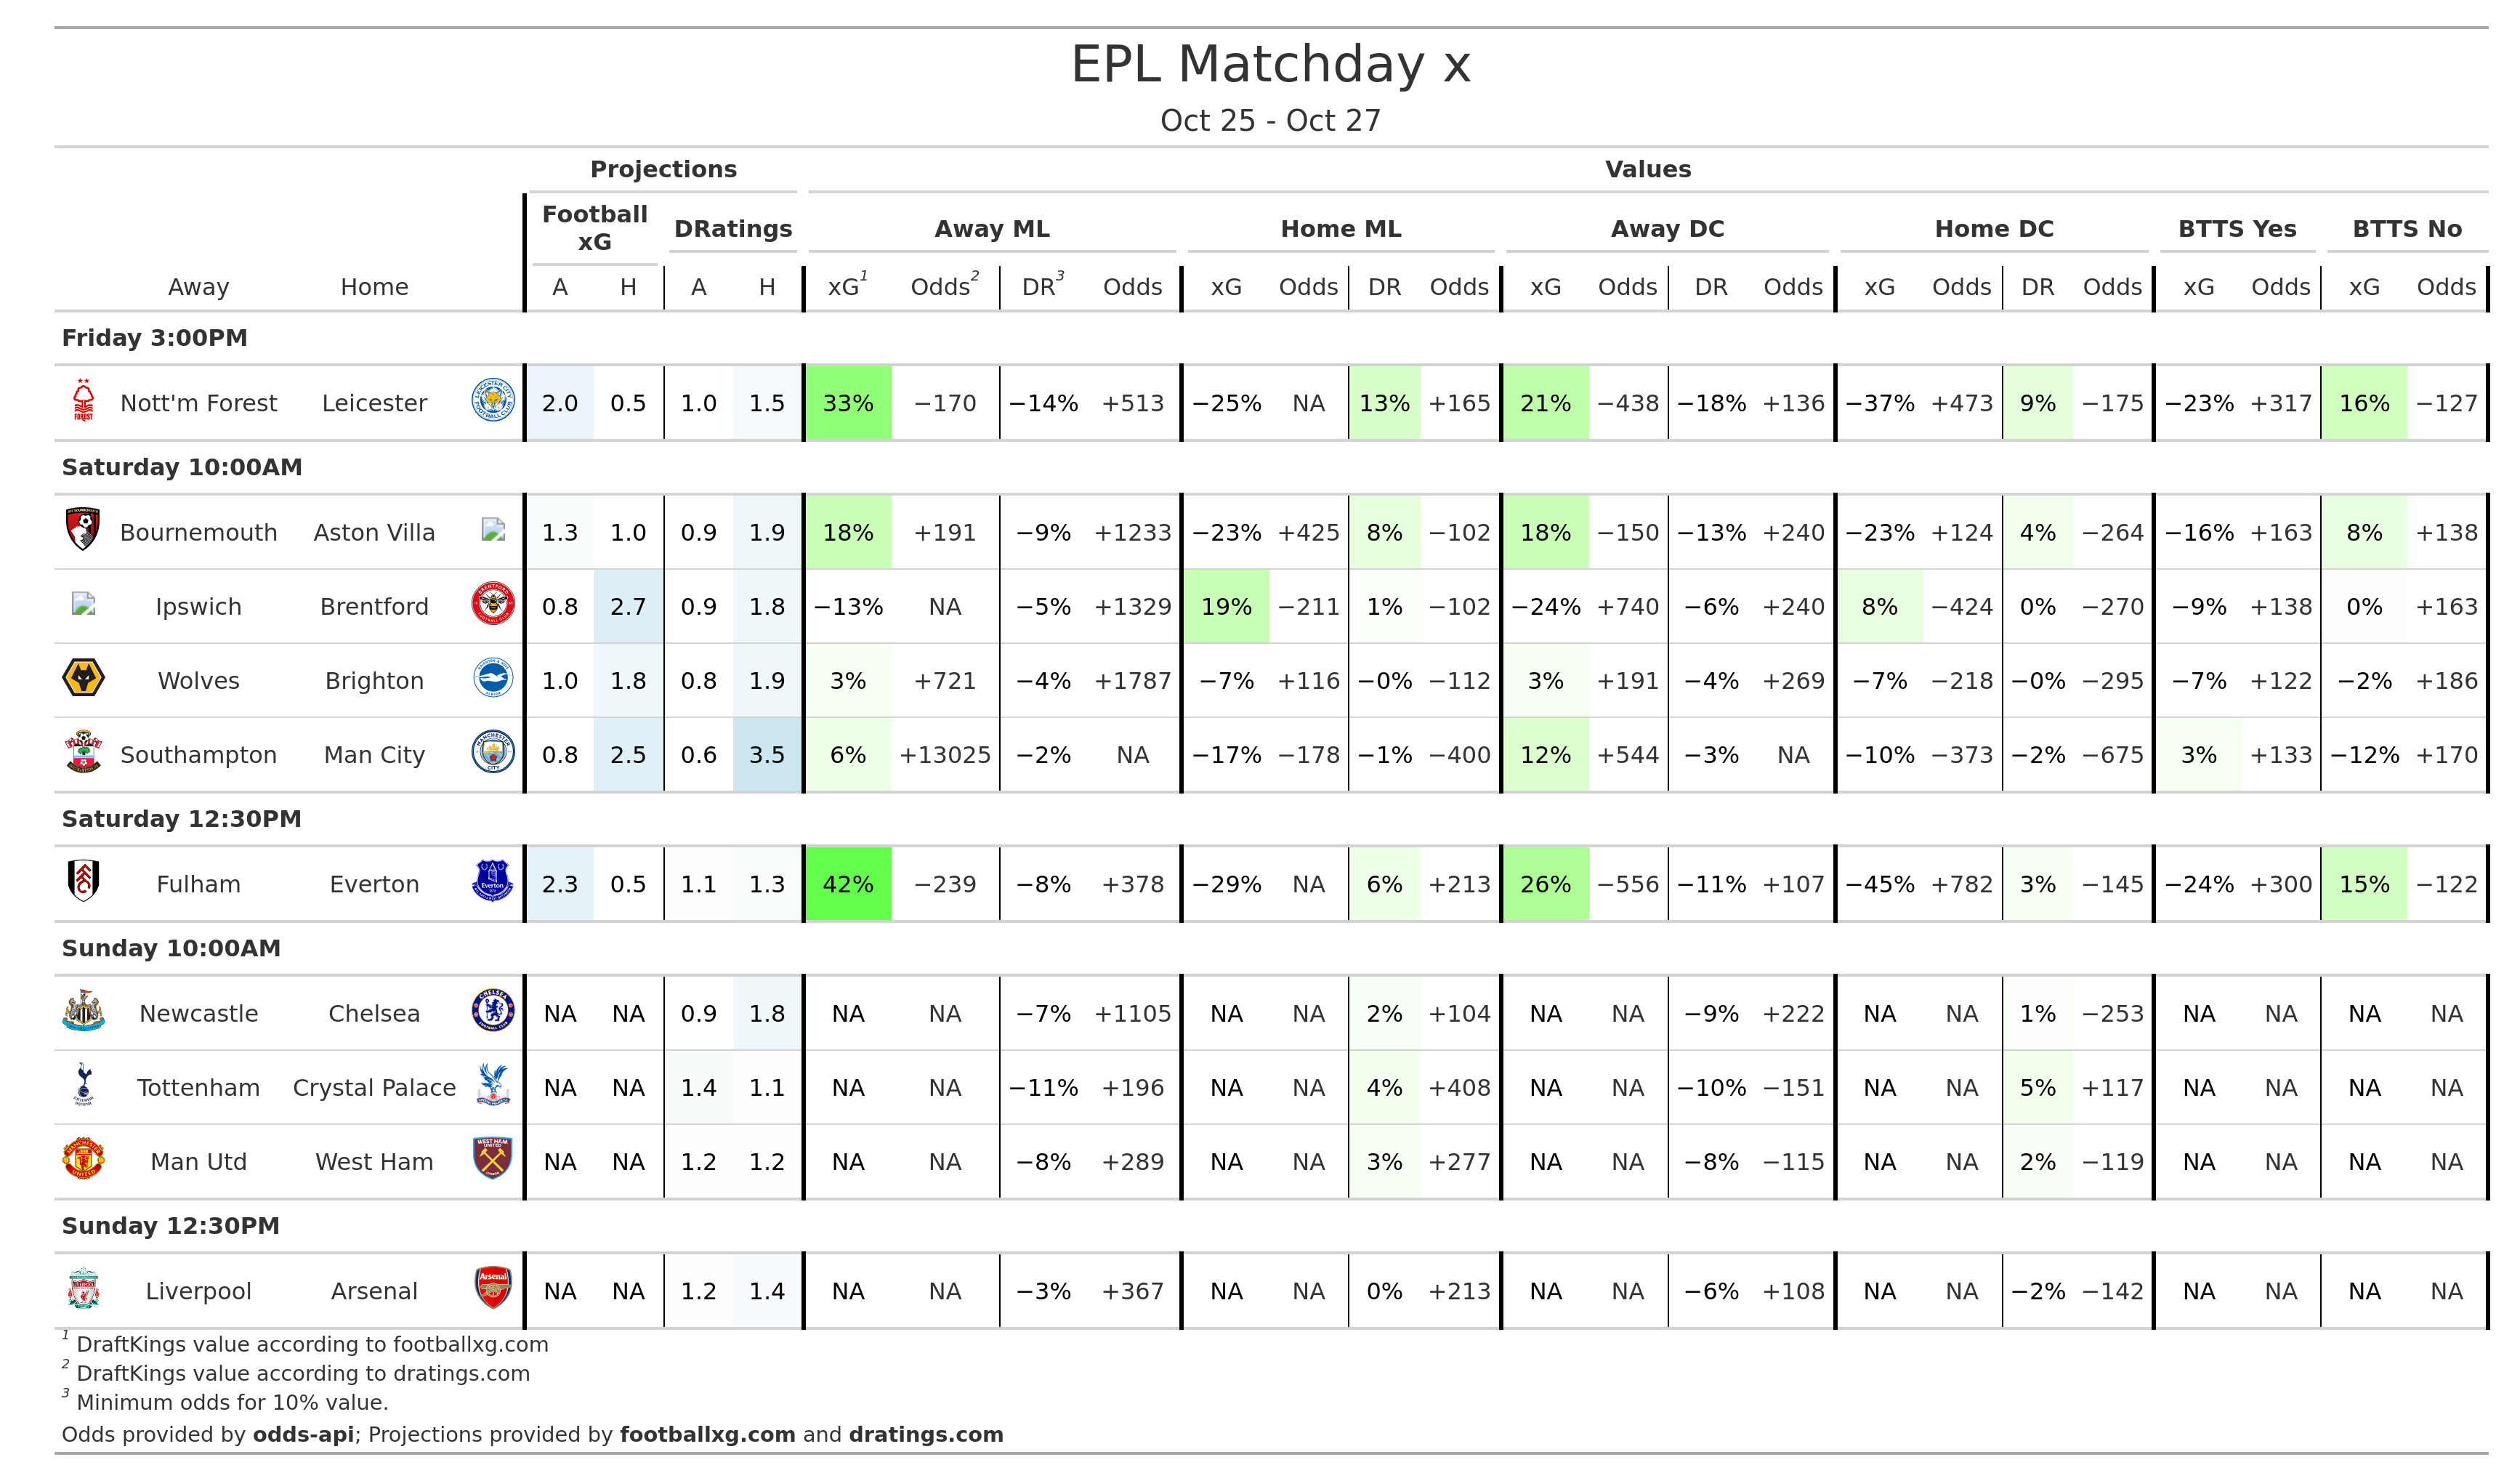 EPL Matchday x
Oct 25 - Oct 27
Projections Values
Football xG DRatings Away ML Home ML Away DC Home DC BTTS Yes BTTS No
Away Home A H A H xG1 Odds2 DR3 Odds xG Odds DR Odds xG Odds DR Odds xG Odds DR Odds xG Odds xG Odds
Friday 3:00PM
Nott'm Forest Leicester 2.0 0.5 1.0 1.5 33% −170 −14% +513 −25% NA 13% +165 21% −438 −18% +136 −37% +473 9% −175 −23% +317 16% −127
Saturday 10:00AM
Bournemouth Aston Villa 1.3 1.0 0.9 1.9 18% +191 −9% +1233 −23% +425 8% −102 18% −150 −13% +240 −23% +124 4% −264 −16% +163 8% +138
Ipswich Brentford 0.8 2.7 0.9 1.8 −13% NA −5% +1329 19% −211 1% −102 −24% +740 −6% +240 8% −424 0% −270 −9% +138 0% +163
Wolves Brighton 1.0 1.8 0.8 1.9 3% +721 −4% +1787 −7% +116 −0% −112 3% +191 −4% +269 −7% −218 −0% −295 −7% +122 −2% +186
Southampton Man City 0.8 2.5 0.6 3.5 6% +13025 −2% NA −17% −178 −1% −400 12% +544 −3% NA −10% −373 −2% −675 3% +133 −12% +170
Saturday 12:30PM
Fulham Everton 2.3 0.5 1.1 1.3 42% −239 −8% +378 −29% NA 6% +213 26% −556 −11% +107 −45% +782 3% −145 −24% +300 15% −122
Sunday 10:00AM
Newcastle Chelsea NA NA 0.9 1.8 NA NA −7% +1105 NA NA 2% +104 NA NA −9% +222 NA NA 1% −253 NA NA NA NA
Tottenham Crystal Palace NA NA 1.4 1.1 NA NA −11% +196 NA NA 4% +408 NA NA −10% −151 NA NA 5% +117 NA NA NA NA
Man Utd West Ham NA NA 1.2 1.2 NA NA −8% +289 NA NA 3% +277 NA NA −8% −115 NA NA 2% −119 NA NA NA NA
Sunday 12:30PM
Liverpool Arsenal NA NA 1.2 1.4 NA NA −3% +367 NA NA 0% +213 NA NA −6% +108 NA NA −2% −142 NA NA NA NA
1 DraftKings value according to footballxg.com
2 DraftKings value according to dratings.com
3 Minimum odds for 10% value.
Odds provided by odds-api; Projections provided by footballxg.com and dratings.com